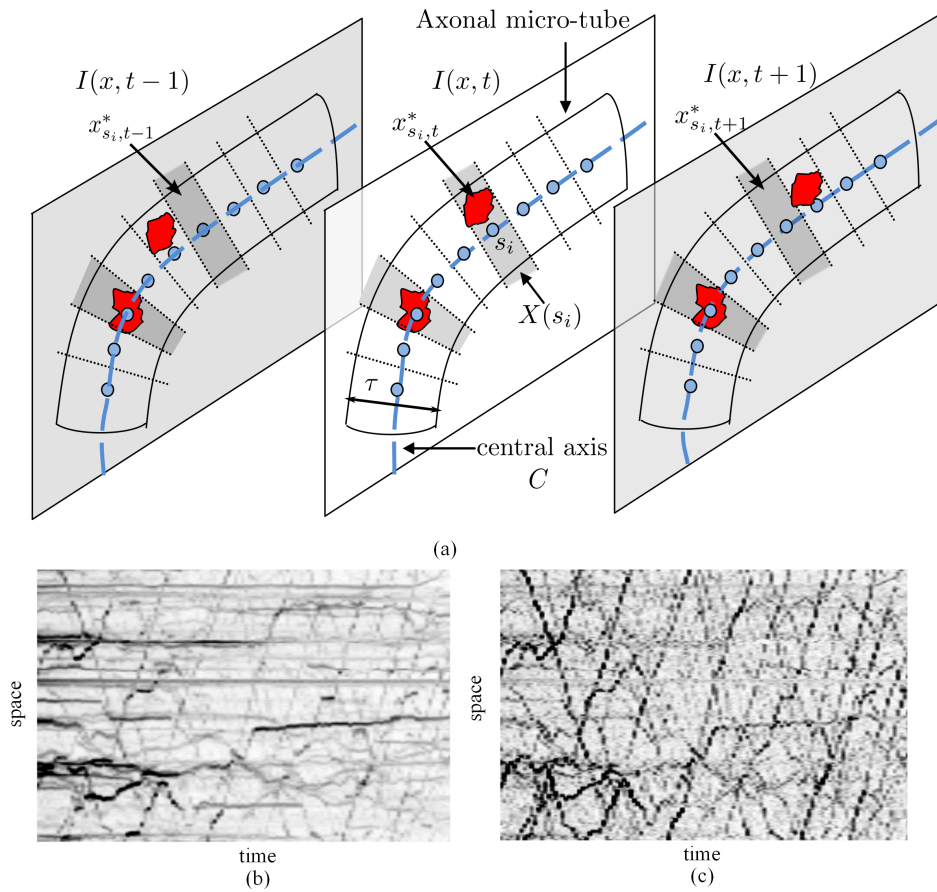 Axonal micro-tube
I(x, t − 1)
I(x, t)
I(x, t + 1)
x*_{s_i,t−1}
x*_{s_i,t}
x*_{s_i,t+1}
s_i
X(s_i)
τ
central axis
C
(a)
space
time
(b)
space
time
(c)